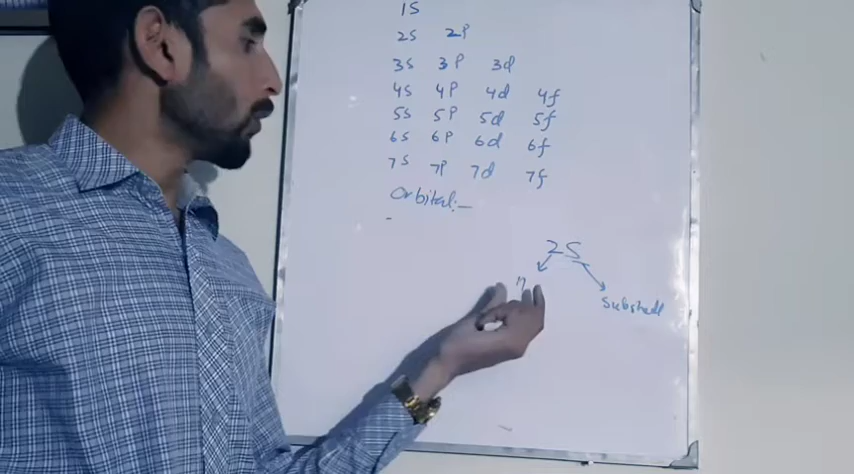 1S
2S 2P
3S 3P 3d
4S 4P 4d 4f
5S 5P 5d 5f
6S 6P 6d 6f
7S 7P 7d 7f
Orbital:-
2S
n
Subshell